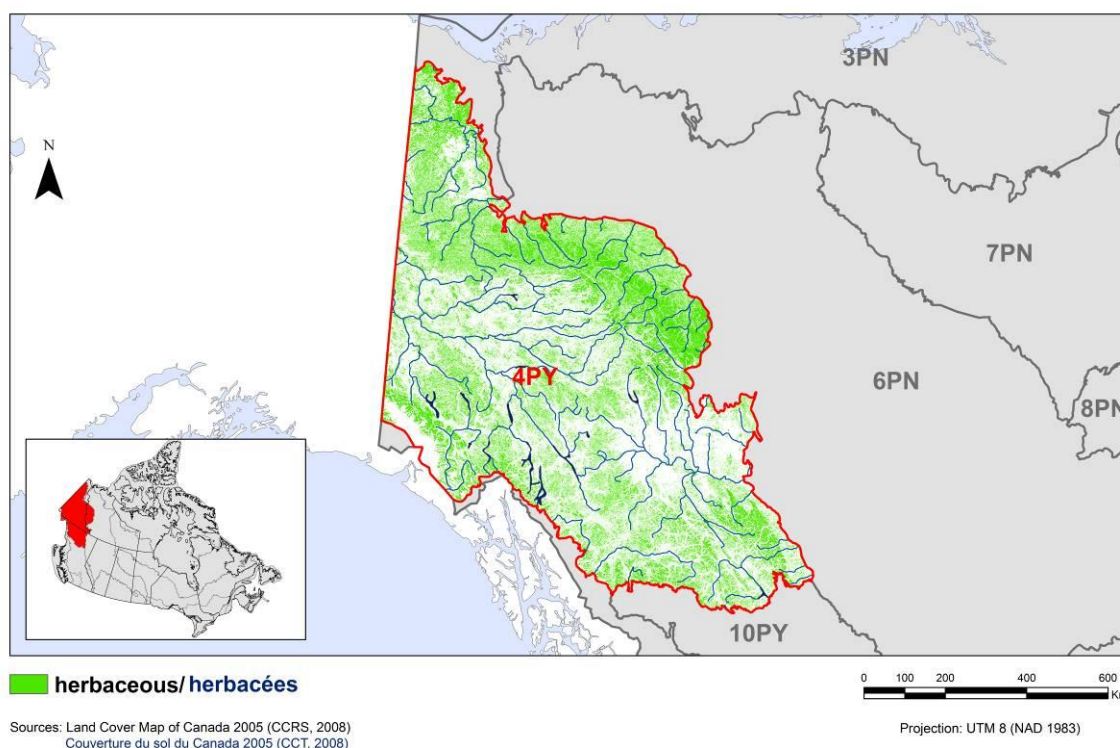 3PN
N
7PN
4PY
6PN
8PN
10PY
herbaceous/ herbacées
0 100 200 400 600
Sources: Land Cover Map of Canada 2005 (CCRS, 2008)
Couverture du sol du Canada 2005 (CCT, 2008)
Projection: UTM 8 (NAD 1983)